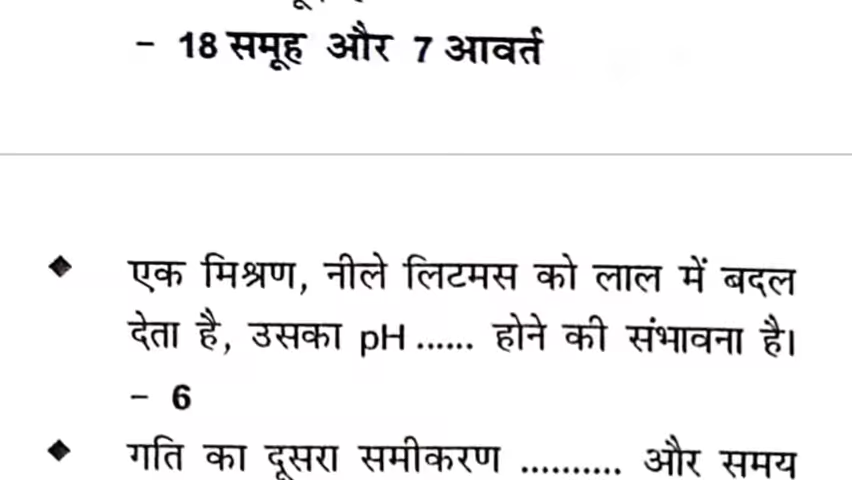 – 18 समूह और 7 आवर्त
◆ एक मिश्रण, नीले लिटमस को लाल में बदल
देता है, उसका pH ...... होने की संभावना है।
– 6
◆ गति का दूसरा समीकरण .......... और समय